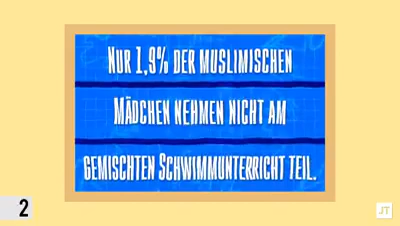 Nur 1,9% der muslimischen
Mädchen nehmen nicht am
gemischten Schwimmunterricht teil.
2
JT